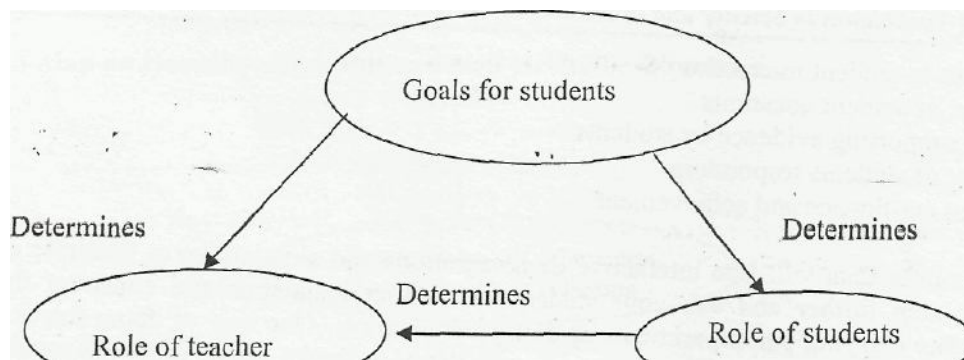 Goals for students
Determines
Determines
Determines
Role of teacher
Role of students